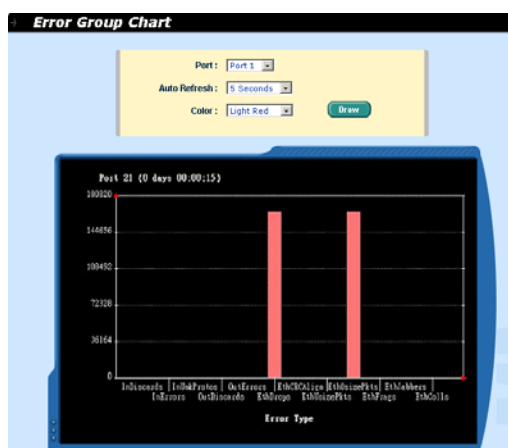 Error Group Chart
Port : Port 1
Auto Refresh : 5 Seconds
Color : Light Red Draw
Port 21 (0 days 00:00:15)
180820
144656
108492
72328
36164
0
InDiscards InUnkProtos OutErrors EthCRCAlign EthOsizePkts EthJabbers
InErrors OutDiscards EthDrops EthUsizePkts EthFrags EthColls
Error Type